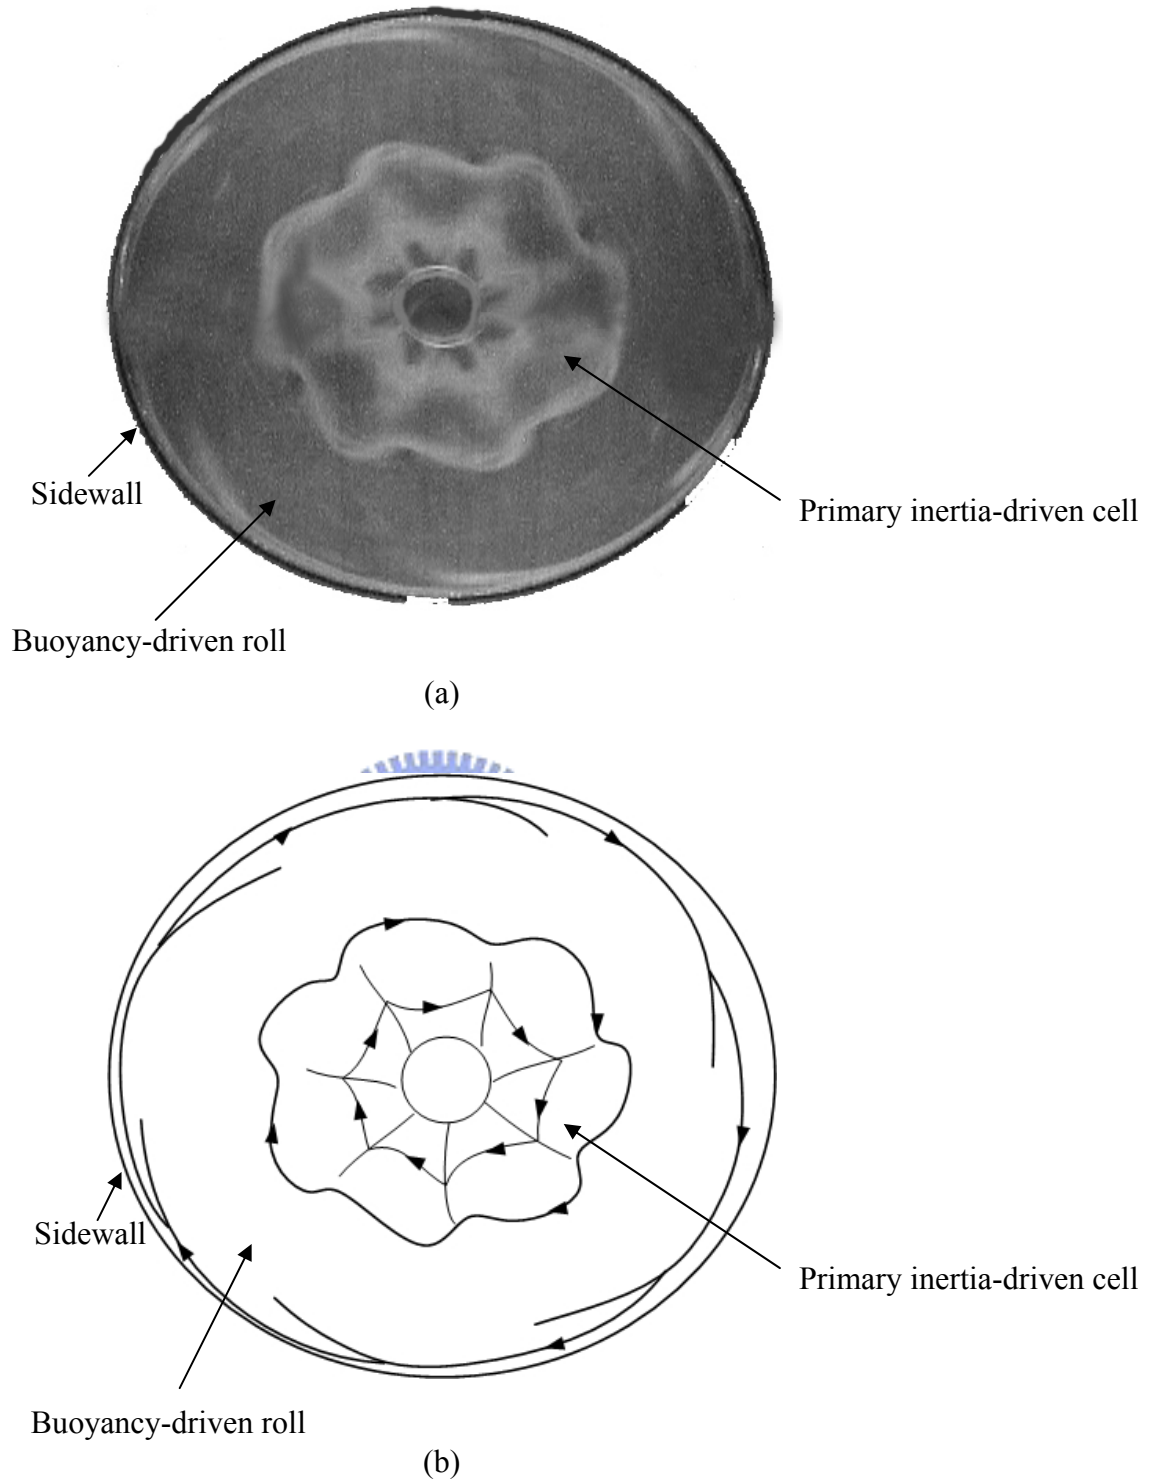 Sidewall
Primary inertia-driven cell
Buoyancy-driven roll
(a)
Sidewall
Primary inertia-driven cell
Buoyancy-driven roll
(b)